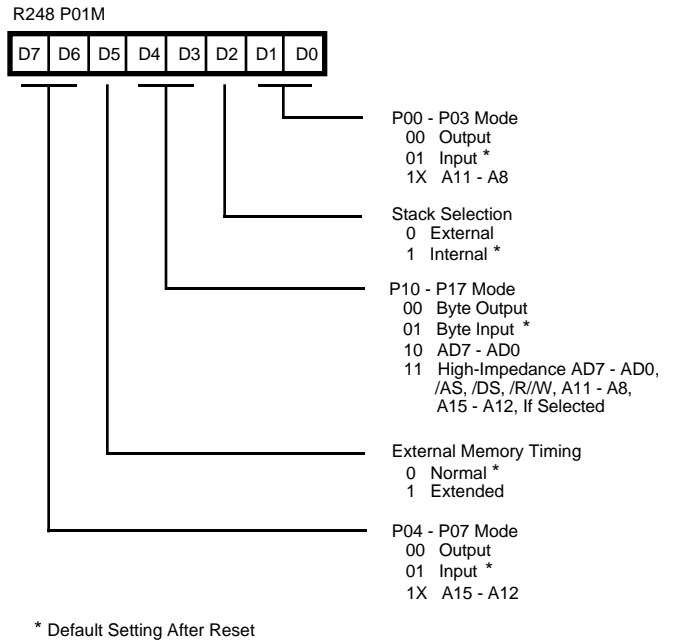 R248 P01M
D7 D6 D5 D4 D3 D2 D1 D0
P00 - P03 Mode
00 Output
01 Input *
1X A11 - A8
Stack Selection
0 External
1 Internal *
P10 - P17 Mode
00 Byte Output
01 Byte Input *
10 AD7 - AD0
11 High-Impedance AD7 - AD0,
/AS, /DS, /R//W, A11 - A8,
A15 - A12, If Selected
External Memory Timing
0 Normal *
1 Extended
P04 - P07 Mode
00 Output
01 Input *
1X A15 - A12
* Default Setting After Reset